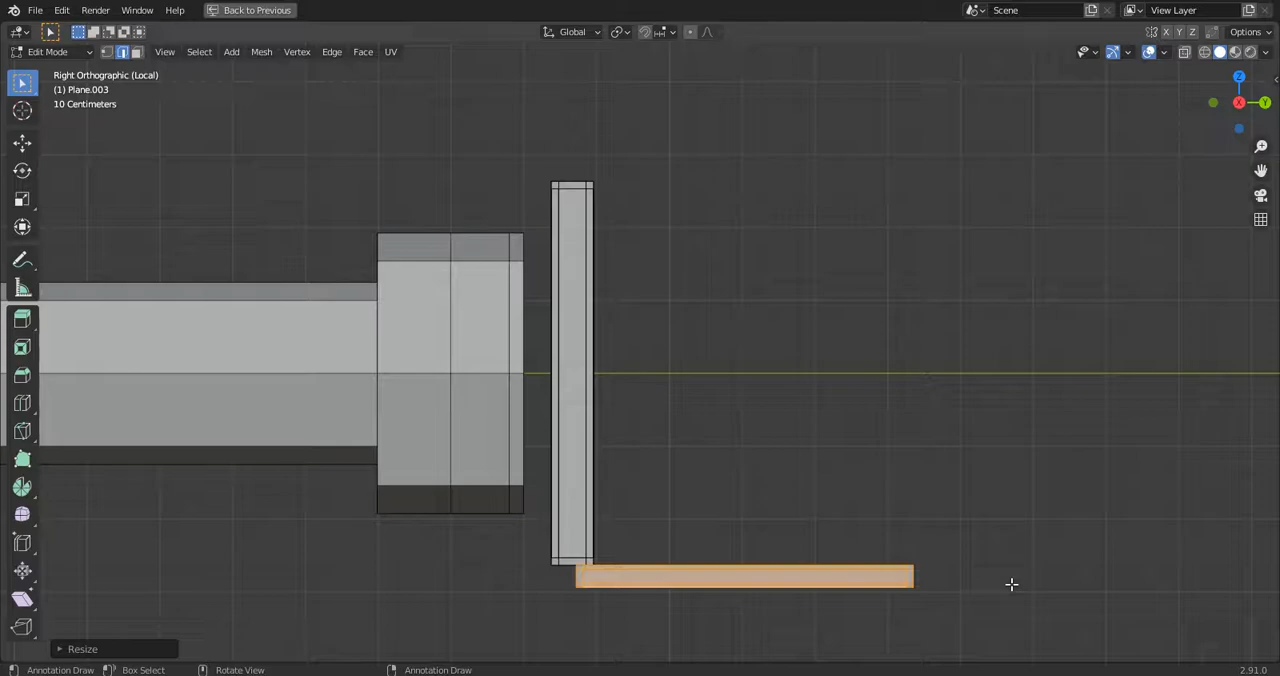 File Edit Render Window Help Back to Previous Scene View Layer
Global Options
Edit Mode View Select Add Mesh Vertex Edge Face UV
Right Orthographic (Local)
(1) Plane.003
10 Centimeters
Z
X Y
Resize
Annotation Draw Box Select Rotate View Annotation Draw 2.91.0